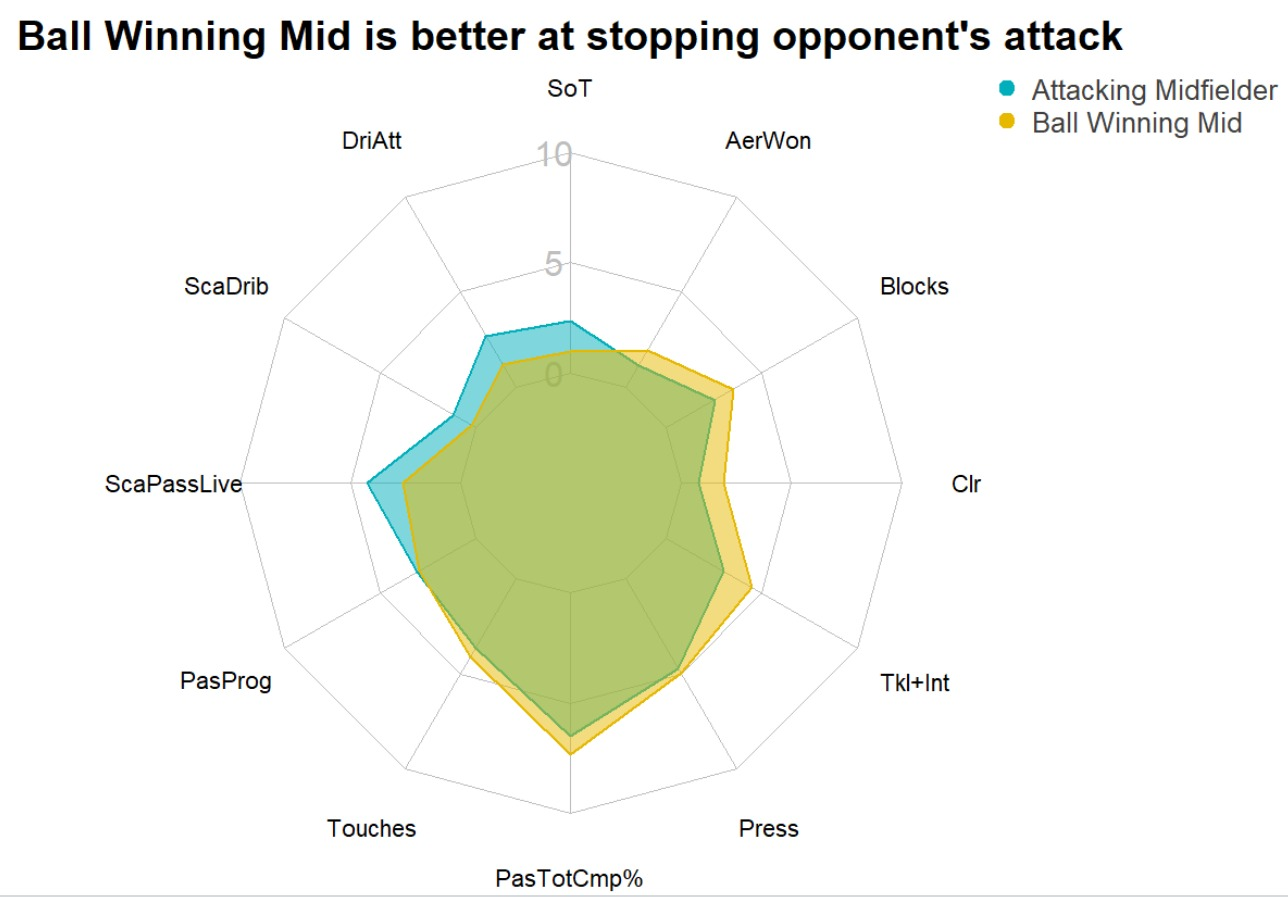 Ball Winning Mid is better at stopping opponent's attack
Attacking Midfielder
Ball Winning Mid
SoT
DriAtt
AerWon
10
ScaDrib
Blocks
5
0
ScaPassLive
Clr
PasProg
Tkl+Int
Touches
Press
PasTotCmp%